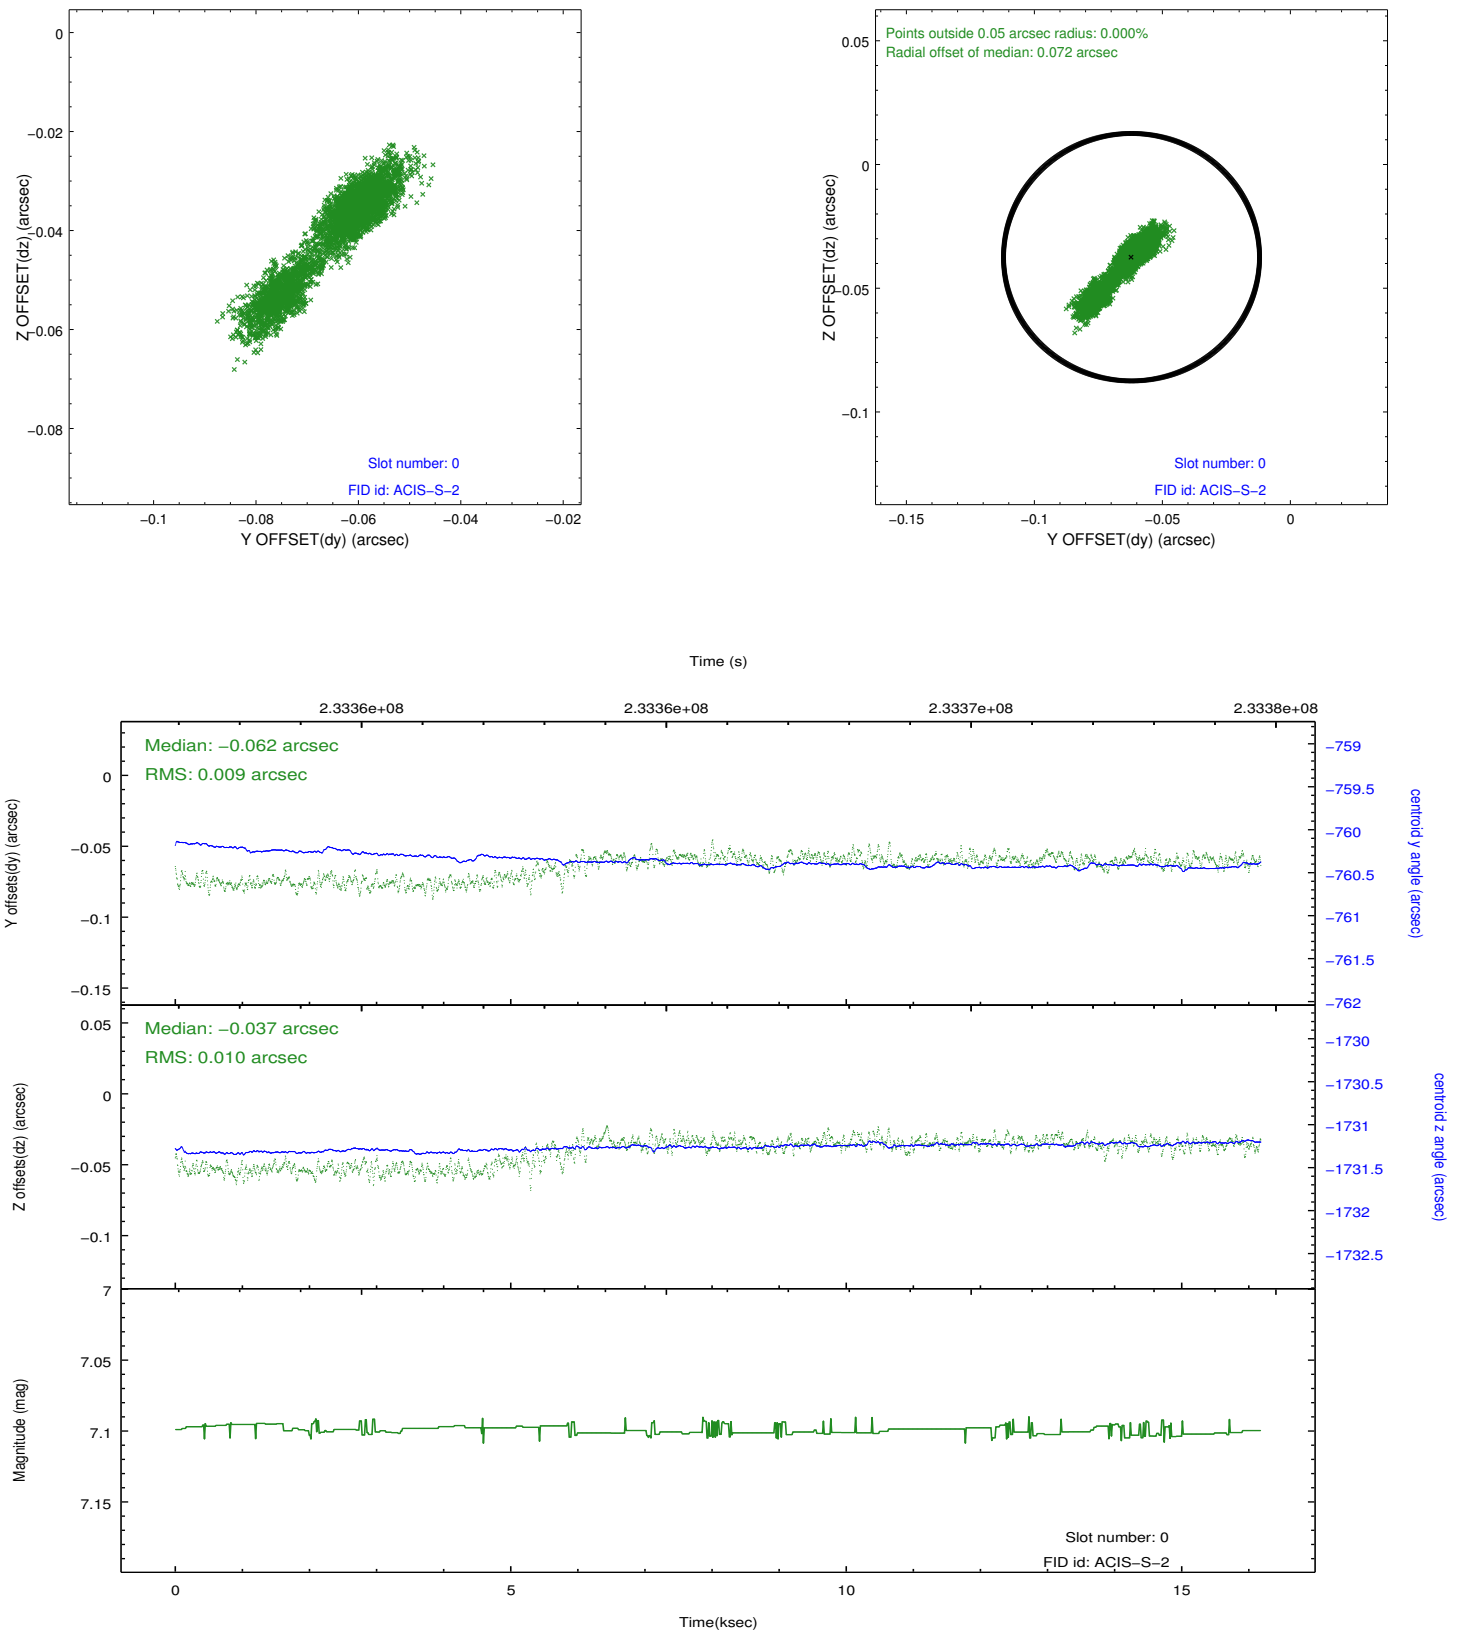 0
−0.02
−0.04
−0.06
−0.08
Z OFFSET(dz) (arcsec)
Slot number: 0
FID id: ACIS−S−2
−0.1
−0.08
−0.06
−0.04
−0.02
Y OFFSET(dy) (arcsec)
Points outside 0.05 arcsec radius: 0.000%
Radial offset of median: 0.072 arcsec
0.05
0
−0.05
−0.1
Z OFFSET(dz) (arcsec)
Slot number: 0
FID id: ACIS−S−2
−0.15
−0.1
−0.05
0
Y OFFSET(dy) (arcsec)
Time (s)
2.3336e+08
2.3336e+08
2.3337e+08
2.3338e+08
Median: −0.062 arcsec
RMS: 0.009 arcsec
0
−0.05
−0.1
−0.15
Y offsets(dy) (arcsec)
−759
−759.5
−760
−760.5
−761
−761.5
−762
centroid y angle (arcsec)
Median: −0.037 arcsec
RMS: 0.010 arcsec
0.05
0
−0.05
−0.1
Z offsets(dz) (arcsec)
−1730
−1730.5
−1731
−1731.5
−1732
−1732.5
centroid z angle (arcsec)
7
7.05
7.1
7.15
Magnitude (mag)
Slot number: 0
FID id: ACIS−S−2
0
5
10
15
Time(ksec)